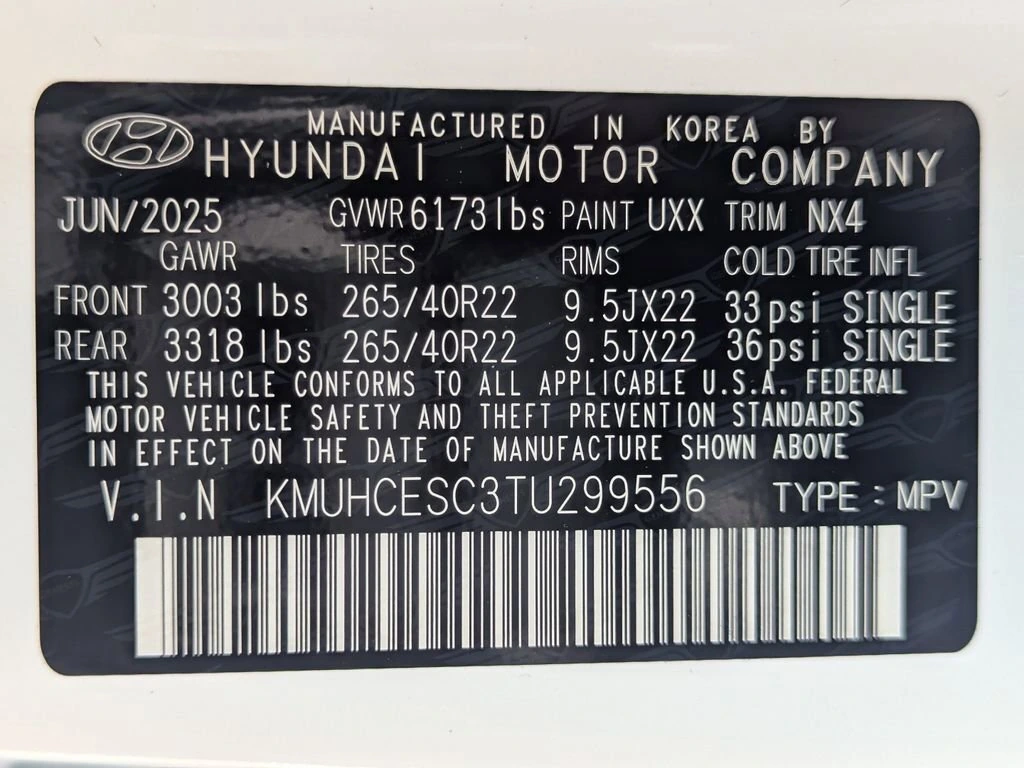 MANUFACTURED IN KOREA BY
HYUNDAI MOTOR COMPANY
JUN/2025 GVWR 6173lbs PAINT UXX TRIM NX4
GAWR TIRES RIMS COLD TIRE INFL
FRONT 3003 lbs 265/40R22 9.5JX22 33psi SINGLE
REAR 3318 lbs 265/40R22 9.5JX22 36psi SINGLE
THIS VEHICLE CONFORMS TO ALL APPLICABLE U.S.A. FEDERAL
MOTOR VEHICLE SAFETY AND THEFT PREVENTION STANDARDS
IN EFFECT ON THE DATE OF MANUFACTURE SHOWN ABOVE
V.I.N KMUHCESC3TU299556 TYPE : MPV